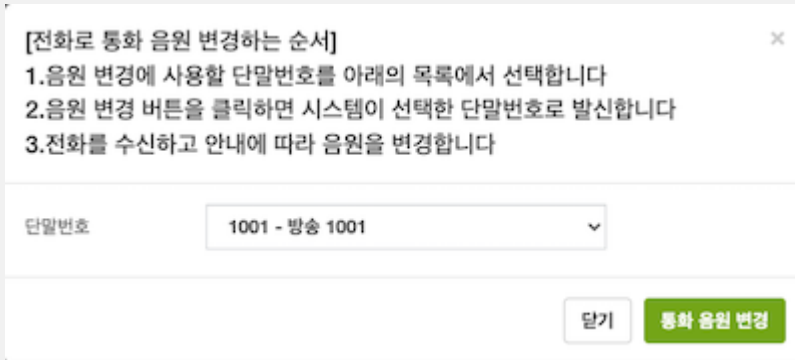 [전화로 통화 음원 변경하는 순서]
1.음원 변경에 사용할 단말번호를 아래의 목록에서 선택합니다
2.음원 변경 버튼을 클릭하면 시스템이 선택한 단말번호로 발신합니다
3.전화를 수신하고 안내에 따라 음원을 변경합니다
단말번호 1001 - 방송 1001
닫기 통화 음원 변경